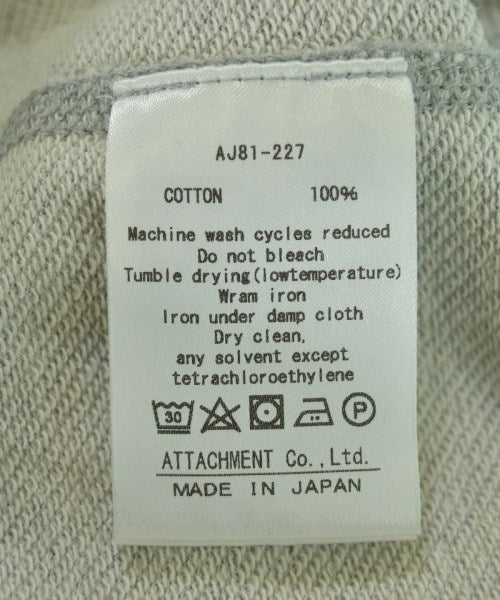 AJ81-227
COTTON 100%
Machine wash cycles reduced
Do not bleach
Tumble drying(lowtemperature)
Wram iron
Iron under damp cloth
Dry clean,
any solvent except
tetrachloroethylene
30 P
ATTACHMENT Co.,Ltd.
MADE IN JAPAN